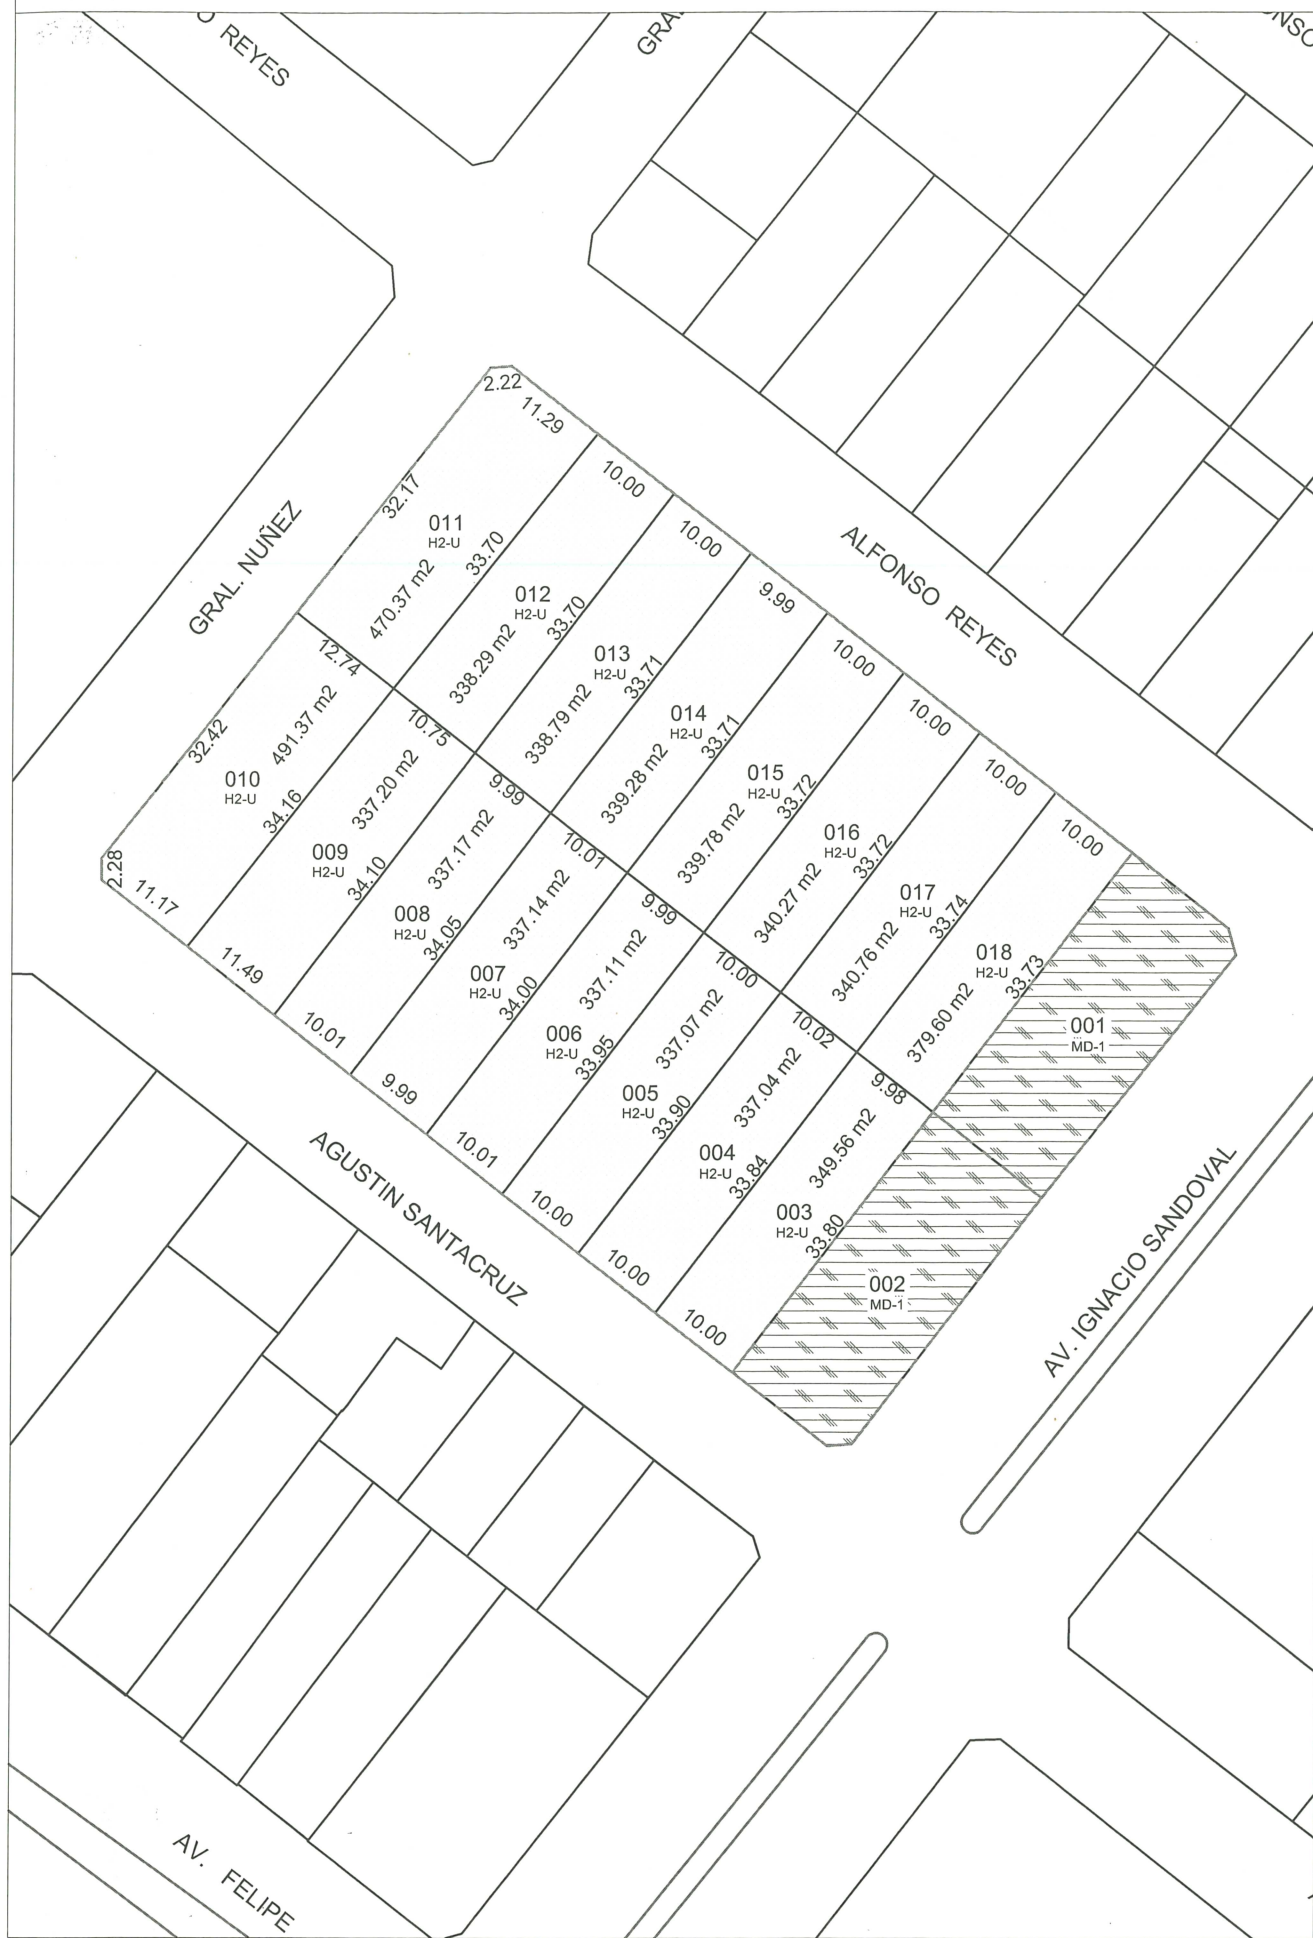 REYES
GRAL. NUÑEZ
ALFONSO REYES
AGUSTIN SANTACRUZ
AV. IGNACIO SANDOVAL
AV. FELIPE
2.22
11.29
32.17
011
H2-U
470.37 m2
33.70
10.00
012
H2-U
338.29 m2
33.70
10.00
013
H2-U
338.79 m2
33.71
9.99
014
H2-U
339.28 m2
33.71
10.00
015
H2-U
339.78 m2
33.72
10.00
016
H2-U
340.27 m2
33.72
10.00
017
H2-U
340.76 m2
33.74
10.00
018
H2-U
379.60 m2
33.73
001
MD-1
12.74
10.75
9.99
10.01
9.99
10.00
10.02
9.98
32.42
491.37 m2
010
H2-U
34.16
2.28
11.17
337.20 m2
009
H2-U
34.10
11.49
337.17 m2
008
H2-U
34.05
10.01
337.14 m2
007
H2-U
34.00
9.99
337.11 m2
006
H2-U
33.95
10.01
337.07 m2
005
H2-U
33.90
10.00
337.04 m2
004
H2-U
33.84
10.00
349.56 m2
003
H2-U
33.80
10.00
002
MD-1